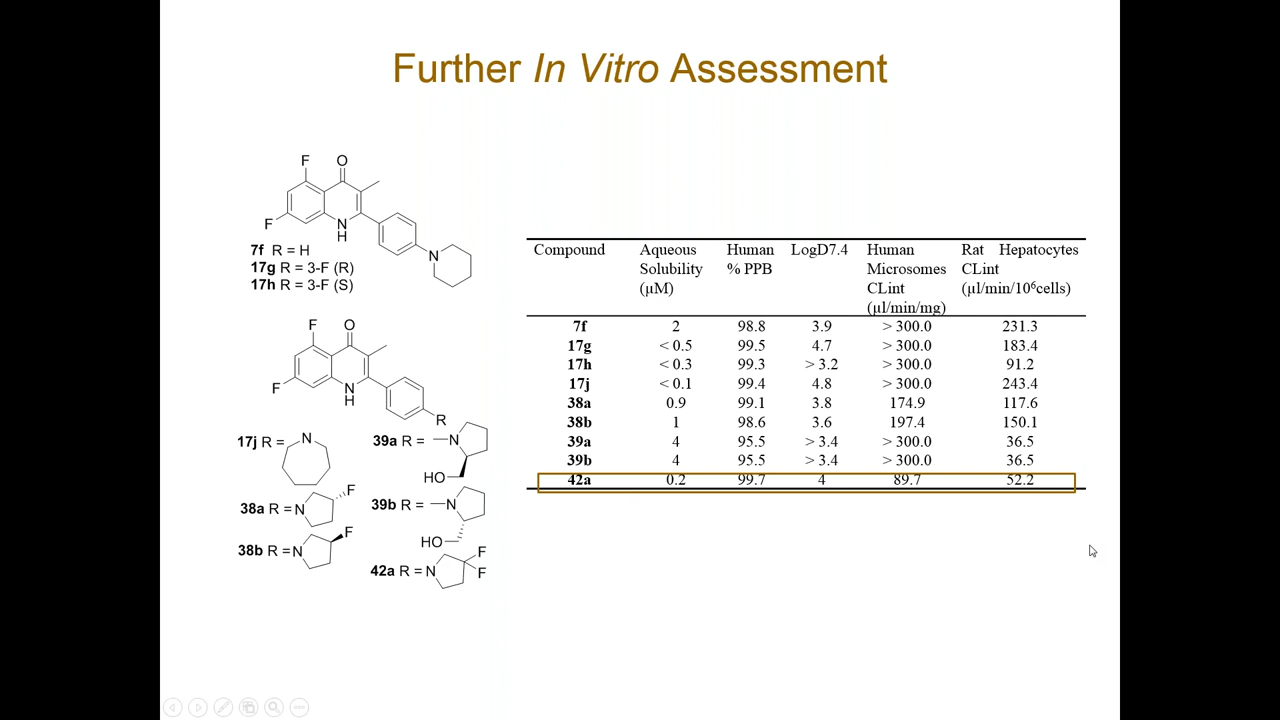 Further In Vitro Assessment
F
O
F
N
H
N
7f R = H
17g R = 3-F (R)
17h R = 3-F (S)
F
O
F
N
H
R
17j R = N
39a R = N
HO
38a R = N F
39b R = N
HO
38b R = N F
42a R = N F
F
Compound Aqueous Solubility (µM) Human % PPB LogD7.4 Human Microsomes CLint (µl/min/mg) Rat Hepatocytes CLint (µl/min/10⁶cells)
7f 2 98.8 3.9 > 300.0 231.3
17g < 0.5 99.5 4.7 > 300.0 183.4
17h < 0.3 99.3 > 3.2 > 300.0 91.2
17j < 0.1 99.4 4.8 > 300.0 243.4
38a 0.9 99.1 3.8 174.9 117.6
38b 1 98.6 3.6 197.4 150.1
39a 4 95.5 > 3.4 > 300.0 36.5
39b 4 95.5 > 3.4 > 300.0 36.5
42a 0.2 99.7 4 89.7 52.2